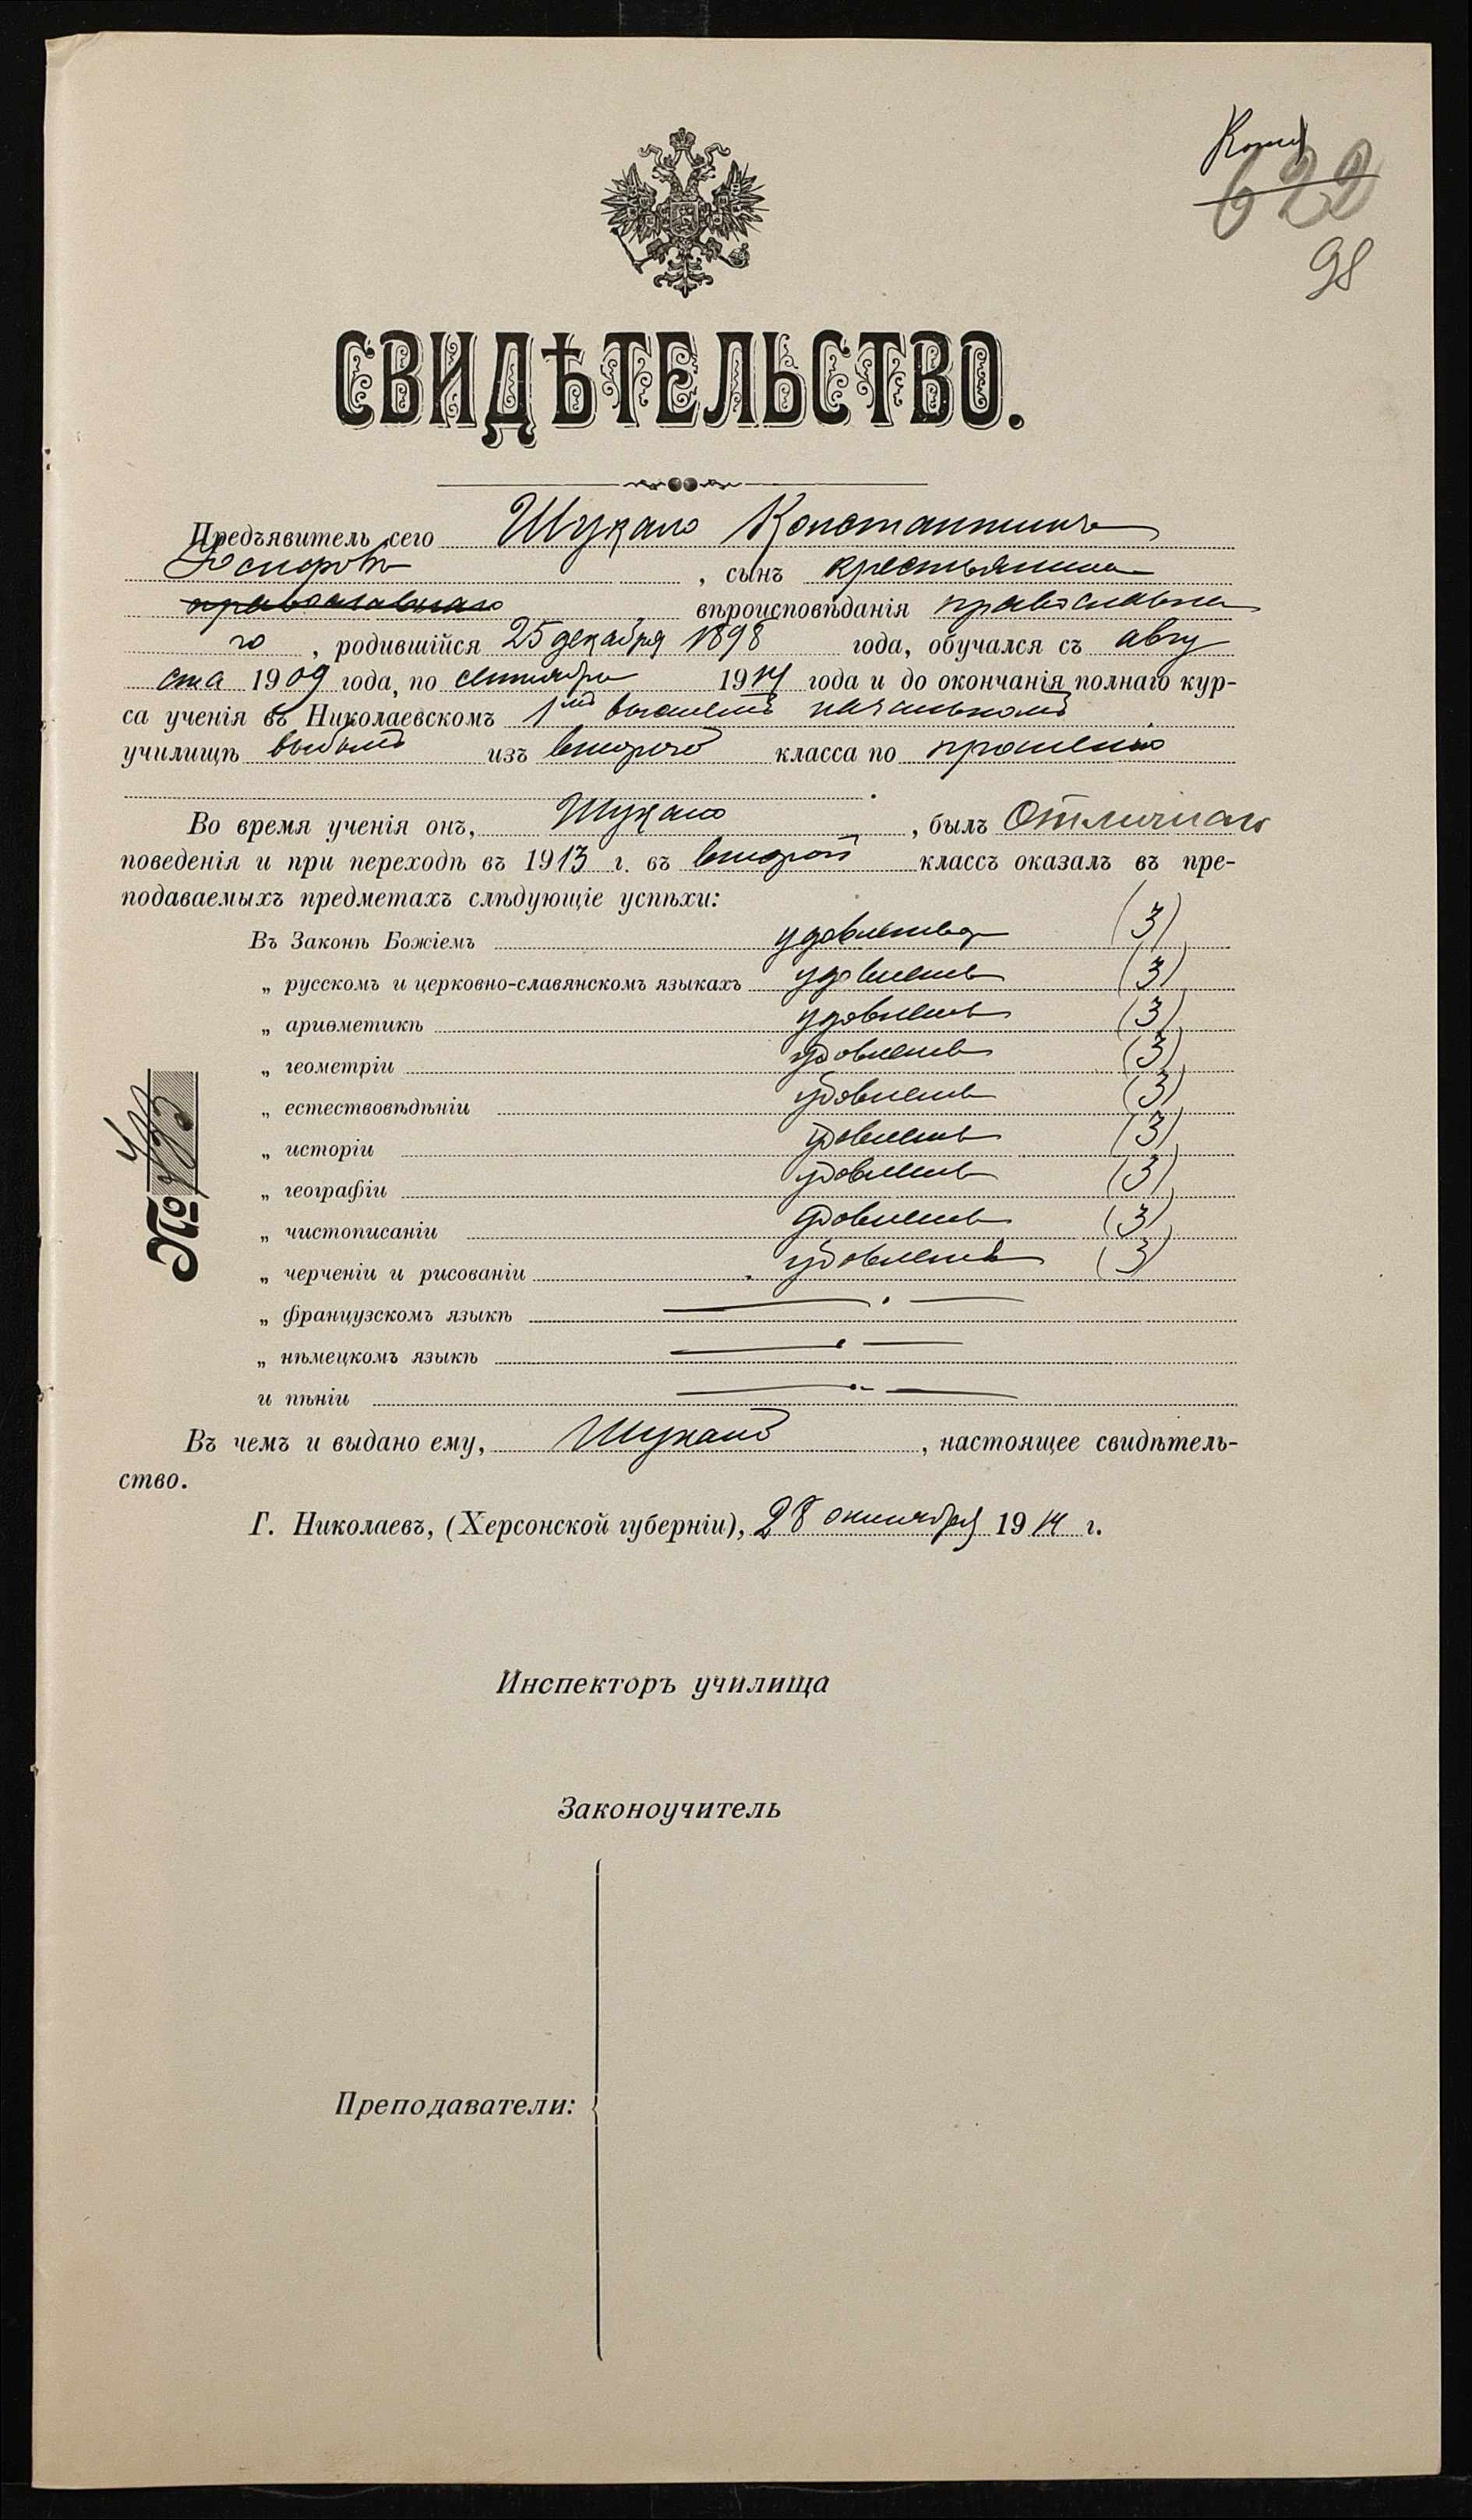 Копія
622
98
СВИДѢТЕЛЬСТВО.
Предъявитель сего Шукало Константинъ
, сынъ крестьянина
православнаго вѣроисповѣданія православна
го , родившійся 25 декабря 1898 года, обучался съ авгу
ста 1909 года, по сентября 1914 года и до окончанія полнаго кур-
са ученія въ Николаевскомъ 1мъ высшемъ начальномъ
училищѣ выбылъ изъ второго класса по прошенію
Во время ученія онъ, Шукало , былъ Отличнаго
поведенія и при переходѣ въ 1913 г. въ второй классъ оказалъ въ пре-
подаваемыхъ предметахъ слѣдующіе успѣхи:
Въ Законѣ Божіемъ удовлетвор (3)
„ русскомъ и церковно-славянскомъ языкахъ удовлетв (3)
„ ариѳметикѣ удовлетв (3)
„ геометріи удовлетв (3)
„ естествовѣдѣніи удовлетв (3)
„ исторіи удовлетв (3)
„ географіи удовлетв (3)
„ чистописаніи удовлетв (3)
„ черченіи и рисованіи удовлетв (3)
„ французскомъ языкѣ — . —
„ нѣмецкомъ языкѣ — . —
и пѣніи — . —
Въ чемъ и выдано ему, Шукало , настоящее свидѣтель-
ство.
Г. Николаевъ, (Херсонской губерніи), 28 октября 1914 г.
№
Инспекторъ училища
Законоучитель
Преподаватели: